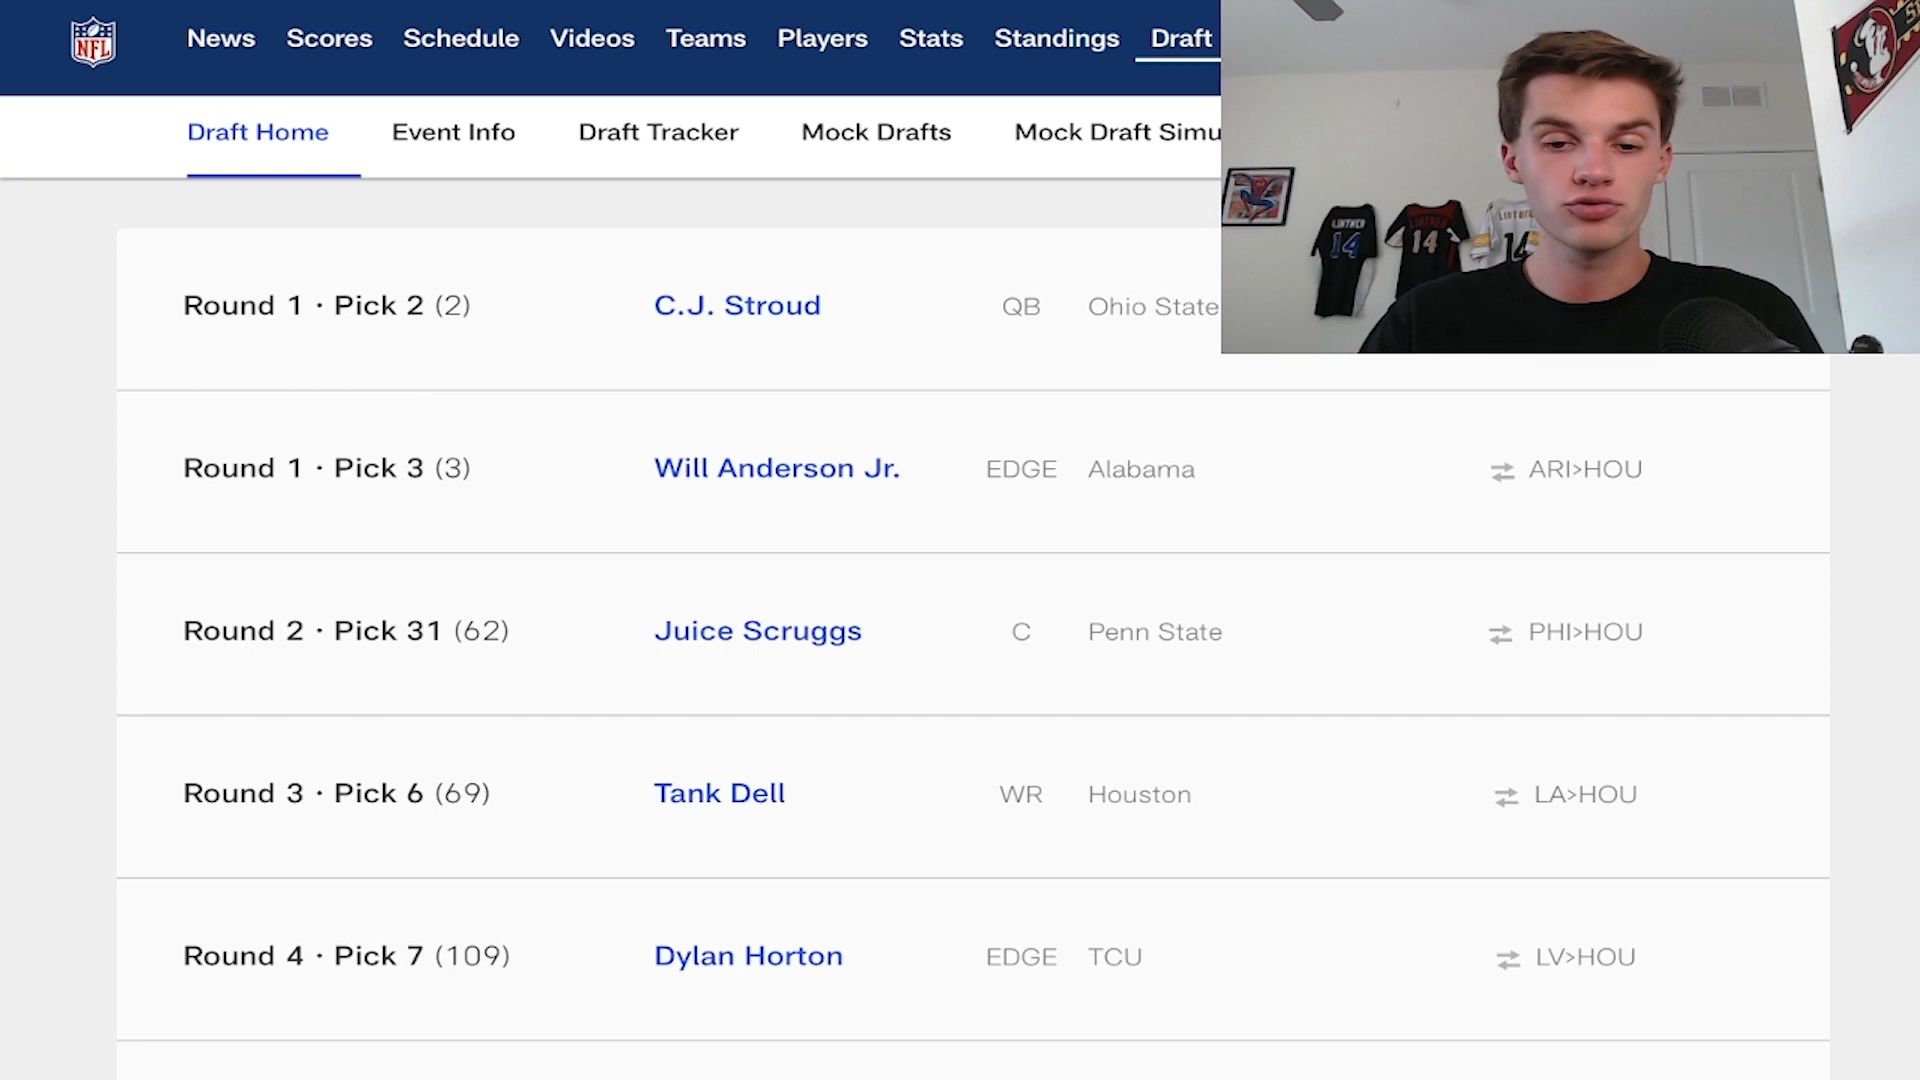 NFL
News Scores Schedule Videos Teams Players Stats Standings Draft
Draft Home Event Info Draft Tracker Mock Drafts Mock Draft Simu
Round 1 · Pick 2 (2) C.J. Stroud QB Ohio State
Round 1 · Pick 3 (3) Will Anderson Jr. EDGE Alabama ARI>HOU
Round 2 · Pick 31 (62) Juice Scruggs C Penn State PHI>HOU
Round 3 · Pick 6 (69) Tank Dell WR Houston LA>HOU
Round 4 · Pick 7 (109) Dylan Horton EDGE TCU LV>HOU
LINTNER
14
14
14